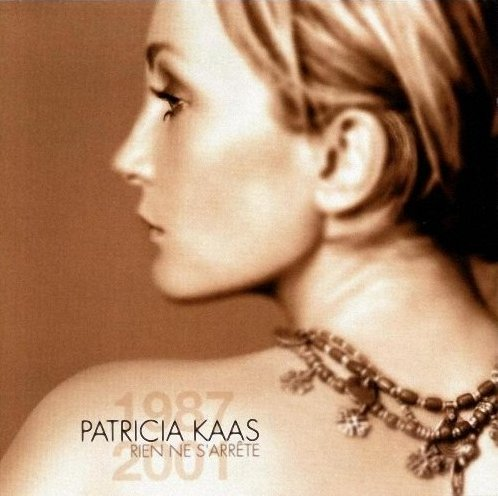 1987
PATRICIA KAAS
RIEN NE S'ARRÊTE
2001